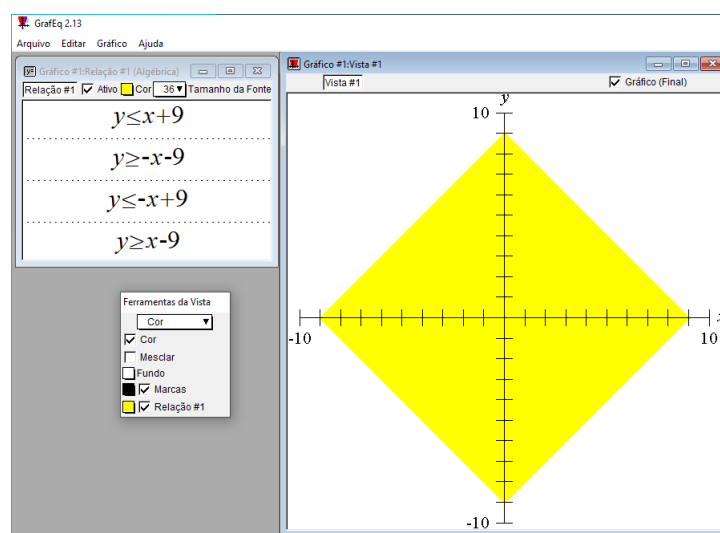 GrafEq 2.13
Arquivo Editar Gráfico Ajuda
Gráfico #1:Relação #1 (Algébrica)
Relação #1 Ativo Cor 36▼ Tamanho da Fonte
y≤x+9
y≥-x-9
y≤-x+9
y≥x-9
Ferramentas da Vista
Cor ▼
Cor
Mesclar
Fundo
Marcas
Relação #1
Gráfico #1:Vista #1
Vista #1 Gráfico (Final)
y
10
x
-10 10
-10